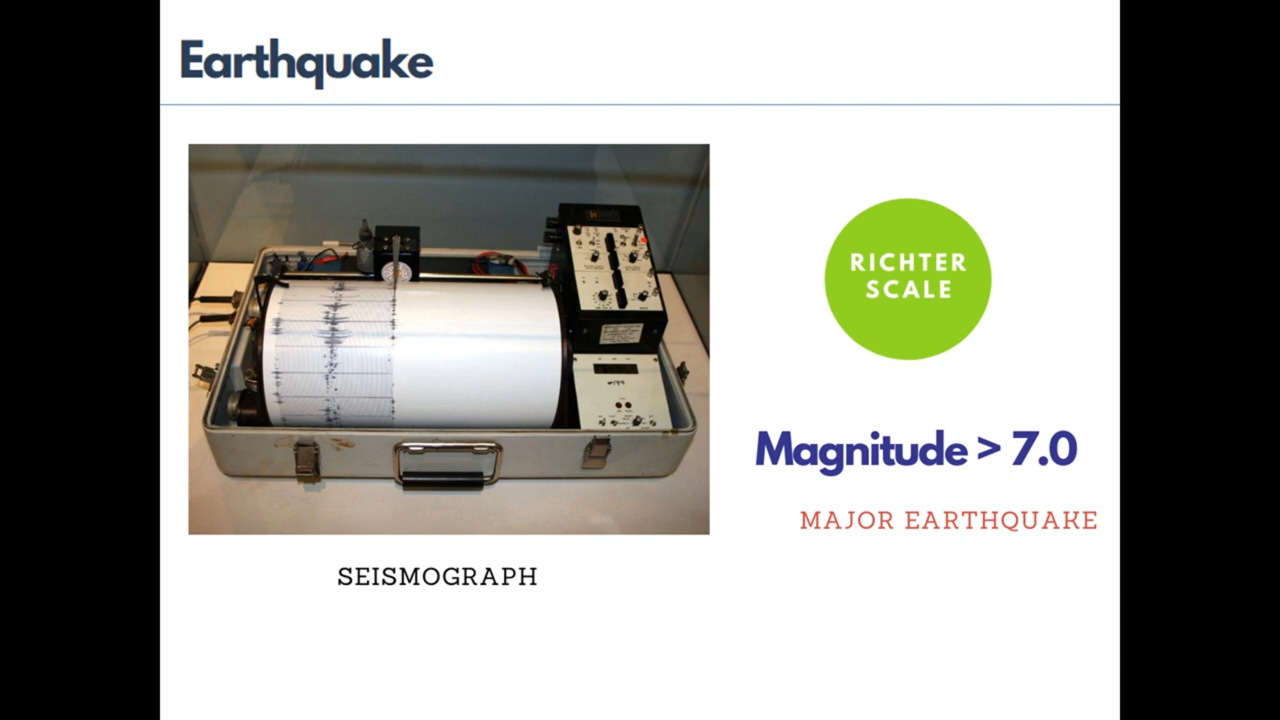 Earthquake
RICHTER
SCALE
Magnitude > 7.0
MAJOR EARTHQUAKE
SEISMOGRAPH